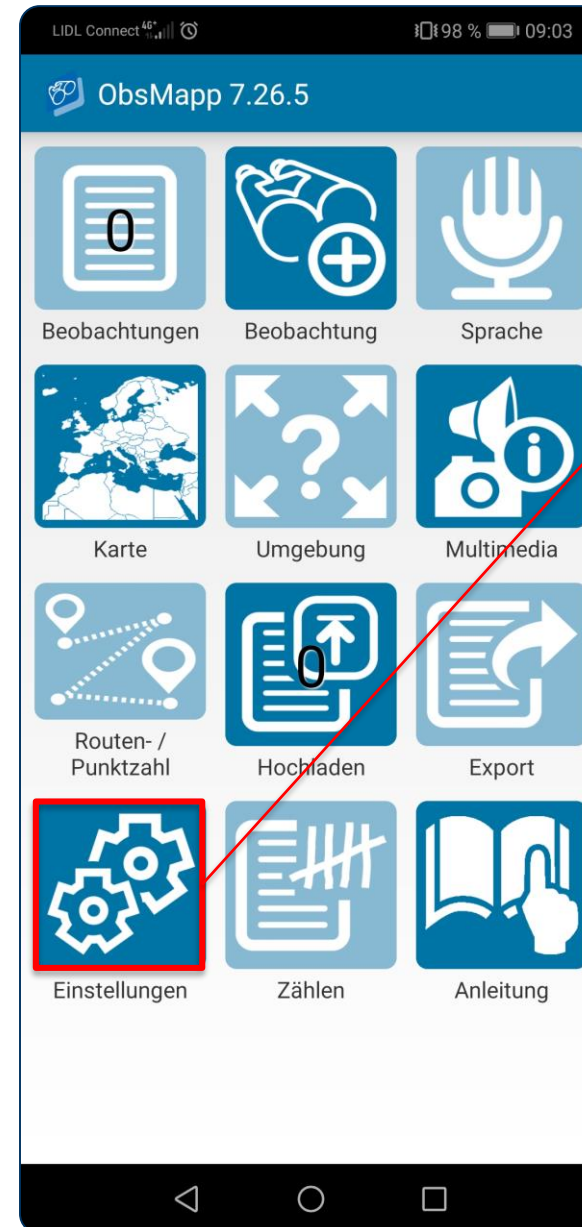 LIDL Connect 4G+ 98 % 09:03
ObsMapp 7.26.5
0
Beobachtungen Beobachtung Sprache
?
i
Karte Umgebung Multimedia
0
Routen- /
Punktzahl Hochladen Export
Einstellungen Zählen Anleitung